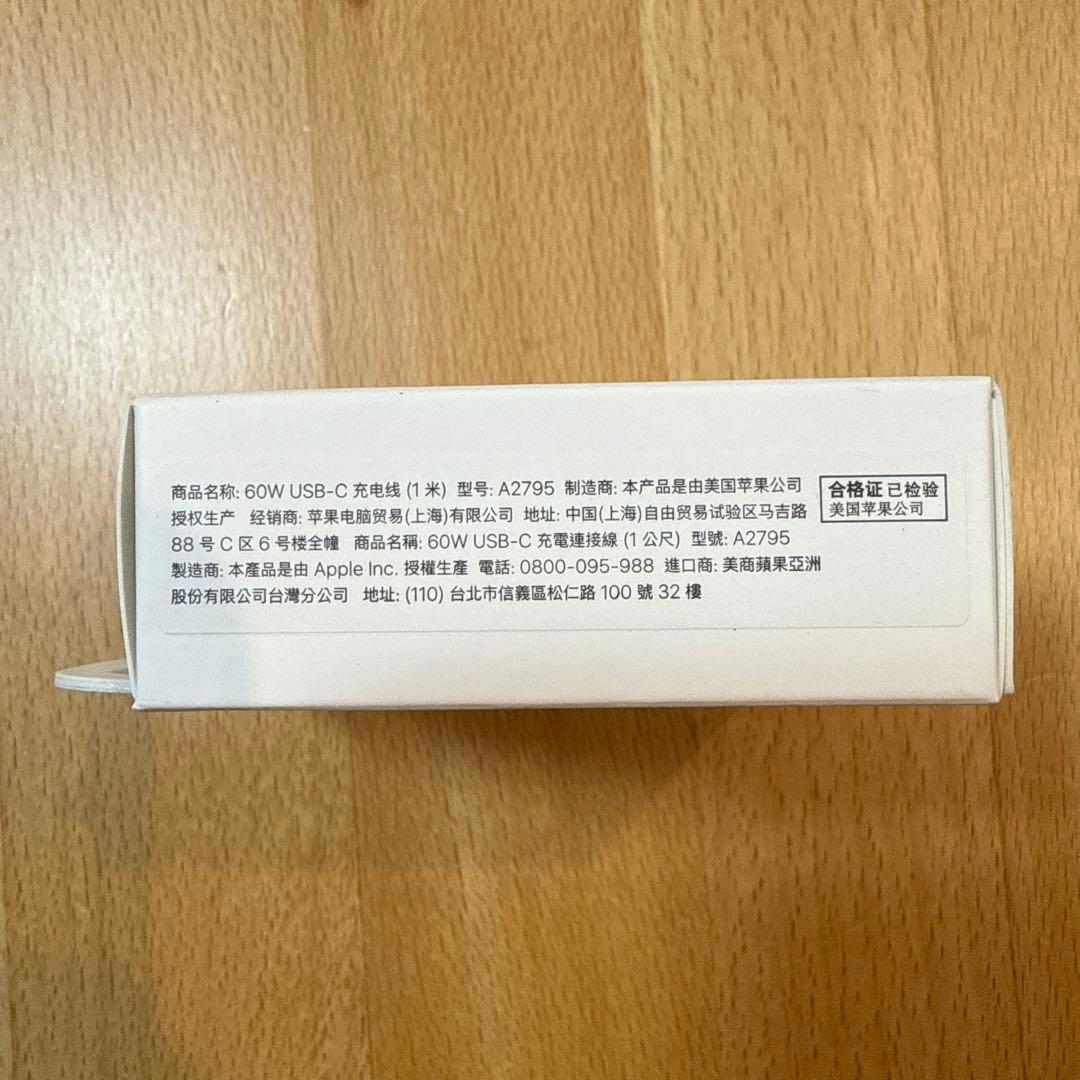 商品名称: 60W USB-C 充电线 (1 米) 型号: A2795 制造商: 本产品是由美国苹果公司
授权生产 经销商: 苹果电脑贸易(上海)有限公司 地址: 中国(上海)自由贸易试验区马吉路
88 号 C 区 6 号楼全幢 商品名稱: 60W USB-C 充電連接線 (1 公尺) 型號: A2795
製造商: 本產品是由 Apple Inc. 授權生產 電話: 0800-095-988 進口商: 美商蘋果亞洲
股份有限公司台灣分公司 地址: (110) 台北市信義區松仁路 100 號 32 樓
合格证 已检验
美国苹果公司